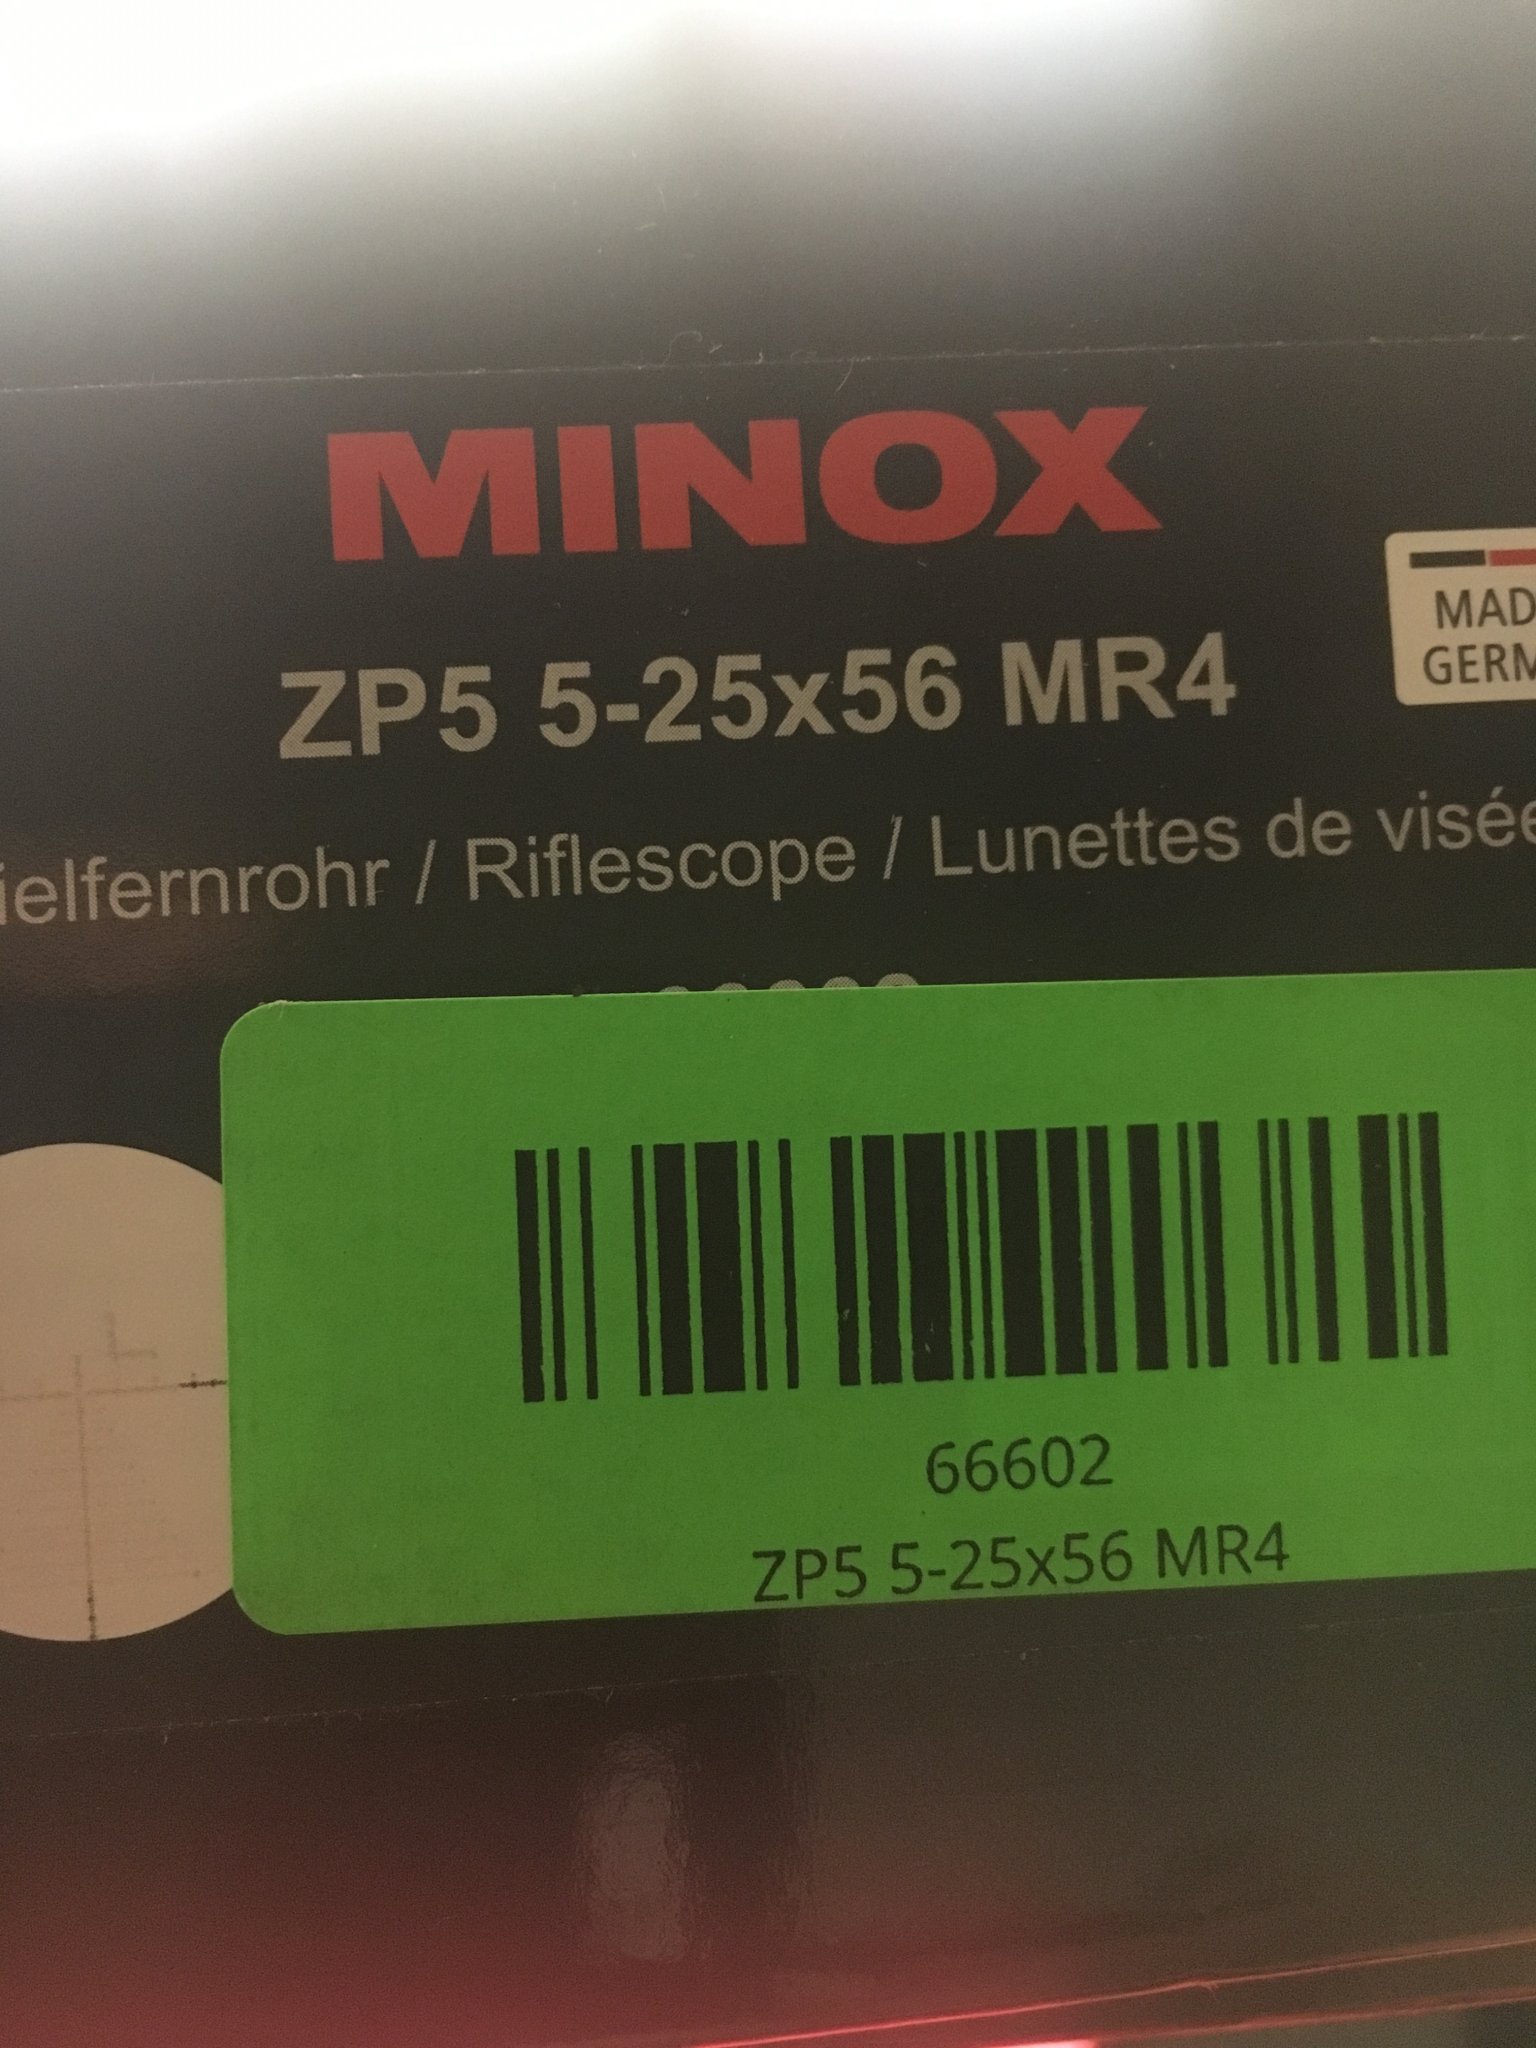 MINOX
ZP5 5-25x56 MR4
MAD
GERM
ielfernrohr / Riflescope / Lunettes de visée
66602
ZP5 5-25x56 MR4